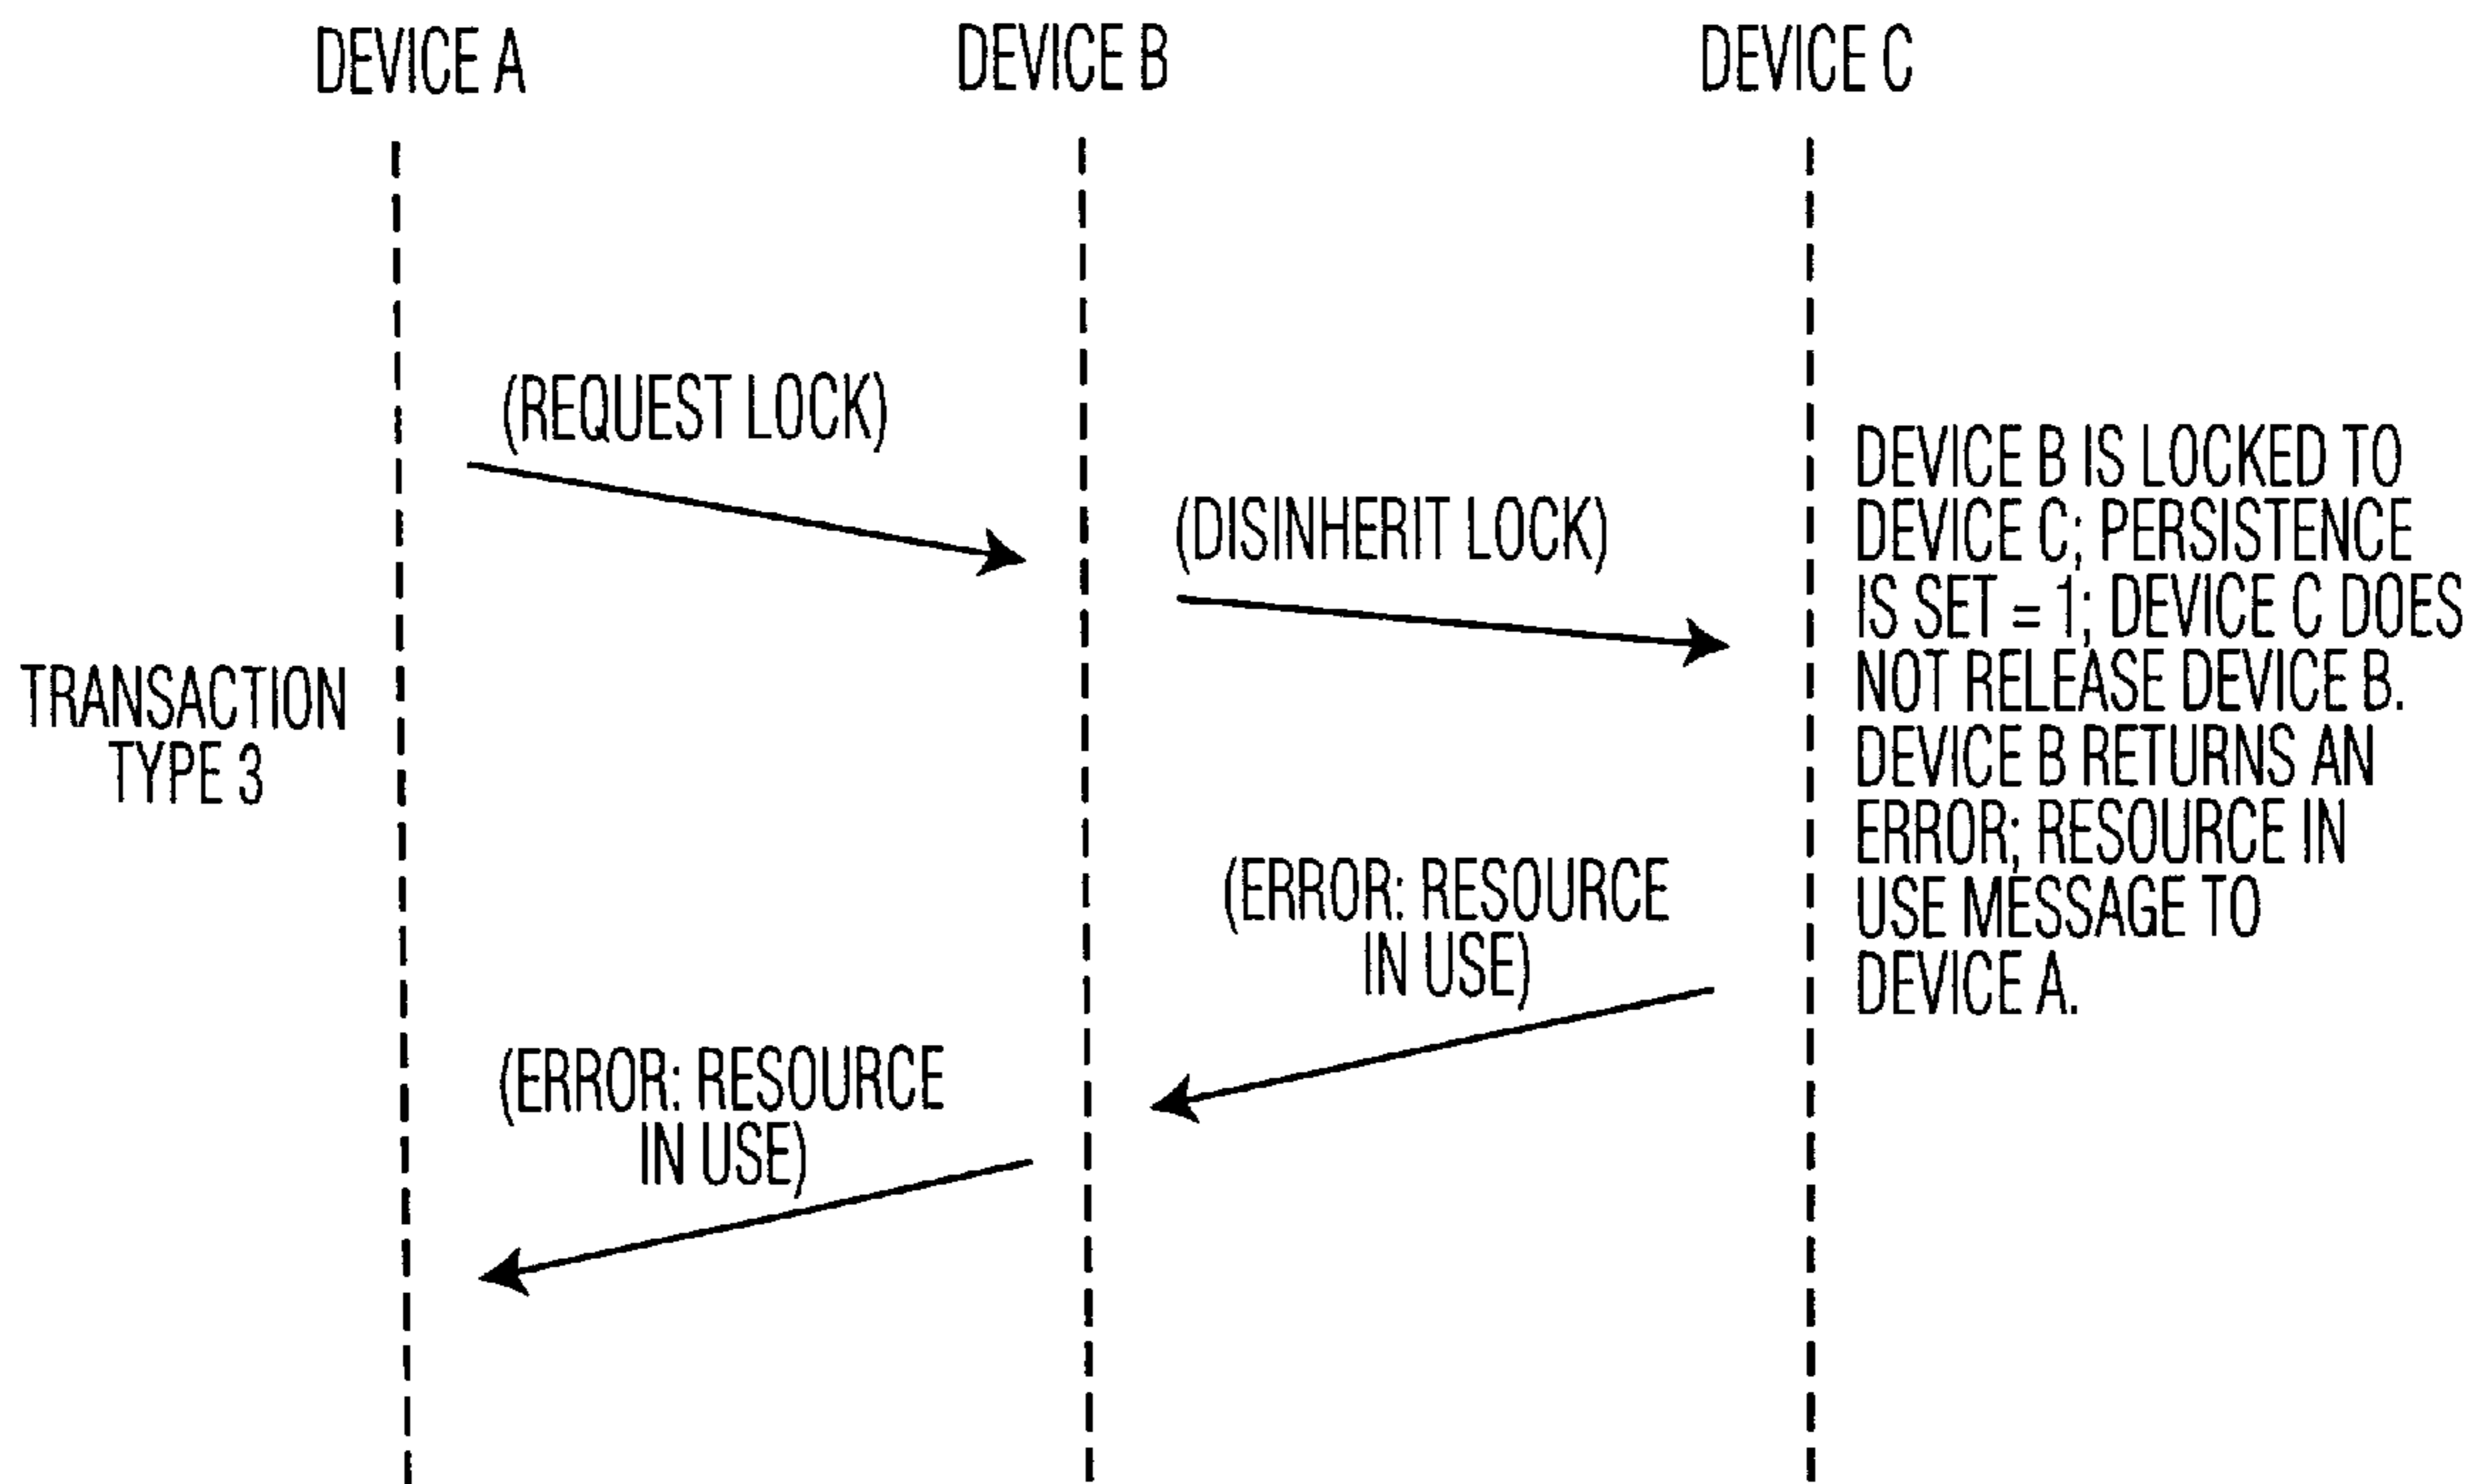 DEVICE A
DEVICE B
DEVICE C
(REQUEST LOCK)
(DISINHERIT LOCK)
DEVICE B IS LOCKED TO
DEVICE C; PERSISTENCE
IS SET = 1; DEVICE C DOES
NOT RELEASE DEVICE B.
DEVICE B RETURNS AN
ERROR; RESOURCE IN
USE MESSAGE TO
DEVICE A.
TRANSACTION
TYPE 3
(ERROR: RESOURCE
IN USE)
(ERROR: RESOURCE
IN USE)